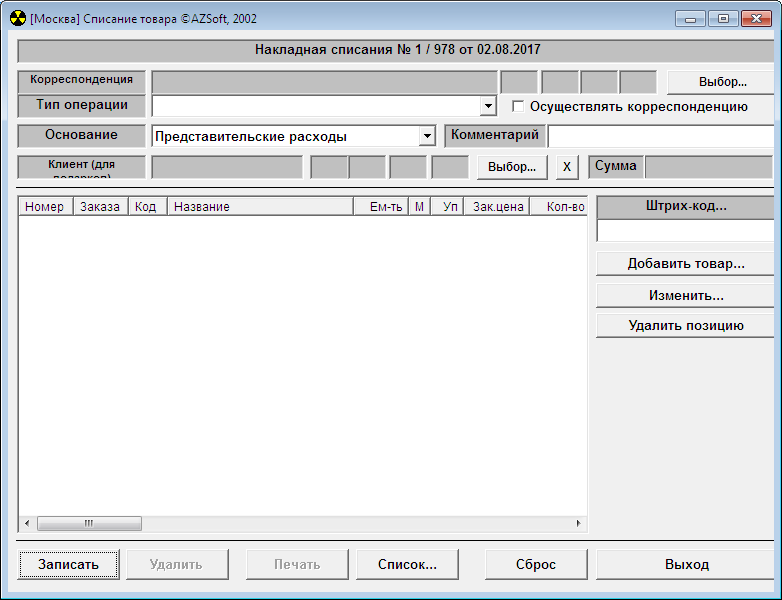 [Москва] Списание товара ©AZSoft, 2002
Накладная списания № 1 / 978 от 02.08.2017
Корреспонденция Выбор...
Тип операции Осуществлять корреспонденцию
Основание Представительские расходы Комментарий
Клиент (для Выбор... X Сумма
подарков)
Номер Заказа Код Название Ем-ть М Уп Зак.цена Кол-во
Штрих-код...
Добавить товар...
Изменить...
Удалить позицию
Записать Удалить Печать Список... Сброс Выход